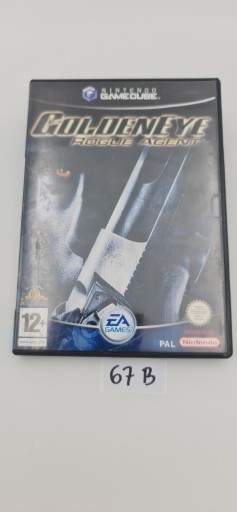 NINTENDO
GAMECUBE
GOLDENEYE
ROGUE AGENT
12+
EA
GAMES
PAL
Nintendo
67 B